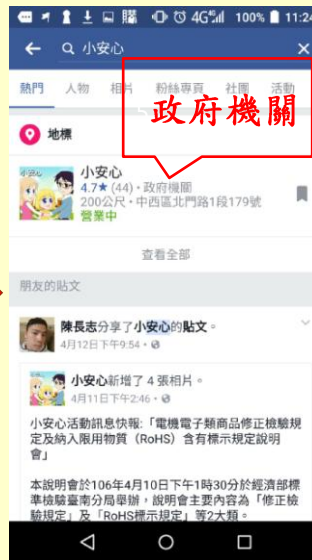 4G 100% 11:24
小安心
熱門 人物 相片 粉絲專頁 社團 活動
政府機關
地標
小安心
4.7★ (44)・政府機關
200公尺・中西區北門路1段179號
營業中
查看全部
朋友的貼文
陳長志分享了小安心的貼文。
4月12日下午9:54・
小安心新增了 4 張相片。
4月11日下午2:46・
小安心活動訊息快報:「電機電子類商品修正檢驗規
定及納入限用物質(RoHS)含有標示規定說明
會」
本說明會於106年4月10日下午1時30分於經濟部標
準檢驗臺南分局舉辦,說明會主要內容為「修正檢
驗規定」及「RoHS標示規定」等2大類。